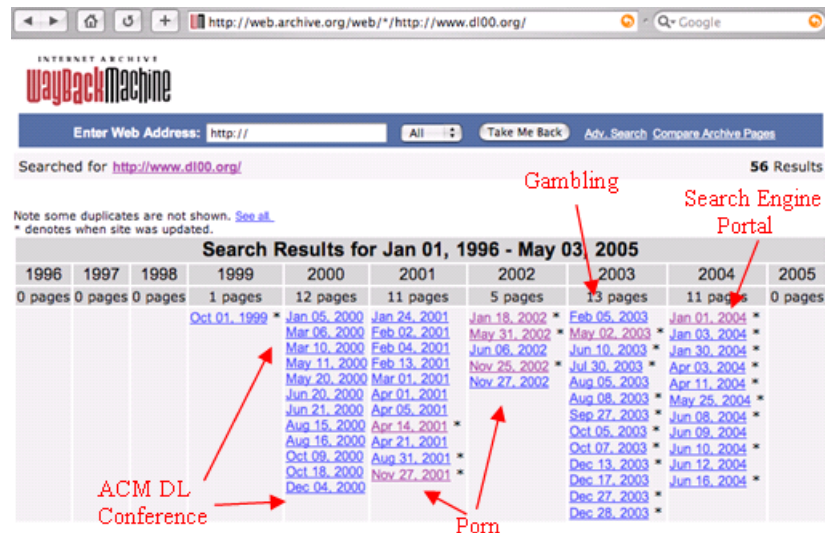 http://web.archive.org/web/*/http://www.dl00.org/ Q- Google
INTERNET ARCHIVE
WayBackMachine
Enter Web Address: http:// All Take Me Back Adv. Search Compare Archive Pages
Searched for http://www.dl00.org/ 56 Results
Gambling
Search Engine
Portal
Note some duplicates are not shown. See all.
* denotes when site was updated.
Search Results for Jan 01, 1996 - May 03, 2005
1996 1997 1998 1999 2000 2001 2002 2003 2004 2005
0 pages 0 pages 0 pages 1 pages 12 pages 11 pages 5 pages 13 pages 11 pages 0 pages
Oct 01, 1999 * Jan 05, 2000 Jan 24, 2001 Jan 18, 2002 * Feb 05, 2003 Jan 01, 2004 *
Mar 06, 2000 Feb 02, 2001 May 31, 2002 * May 02, 2003 * Jan 03, 2004 *
Mar 10, 2000 Feb 04, 2001 Jun 06, 2002 Jun 10, 2003 * Jan 30, 2004 *
May 11, 2000 Feb 13, 2001 Nov 25, 2002 * Jul 30, 2003 * Apr 03, 2004 *
May 20, 2000 Mar 01, 2001 Nov 27, 2002 Aug 05, 2003 Apr 11, 2004 *
Jun 20, 2000 Apr 01, 2001 Aug 08, 2003 * May 25, 2004 *
Jun 21, 2000 Apr 05, 2001 Sep 27, 2003 * Jun 08, 2004 *
Aug 15, 2000 Apr 14, 2001 * Oct 05, 2003 * Jun 09, 2004
Aug 16, 2000 Apr 21, 2001 Oct 07, 2003 * Jun 10, 2004 *
Oct 09, 2000 Aug 31, 2001 * Dec 13, 2003 * Jun 12, 2004
Oct 18, 2000 Nov 27, 2001 * Dec 17, 2003 Jun 16, 2004 *
Dec 04, 2000 Dec 27, 2003 *
Dec 28, 2003 *
ACM DL
Conference
Porn